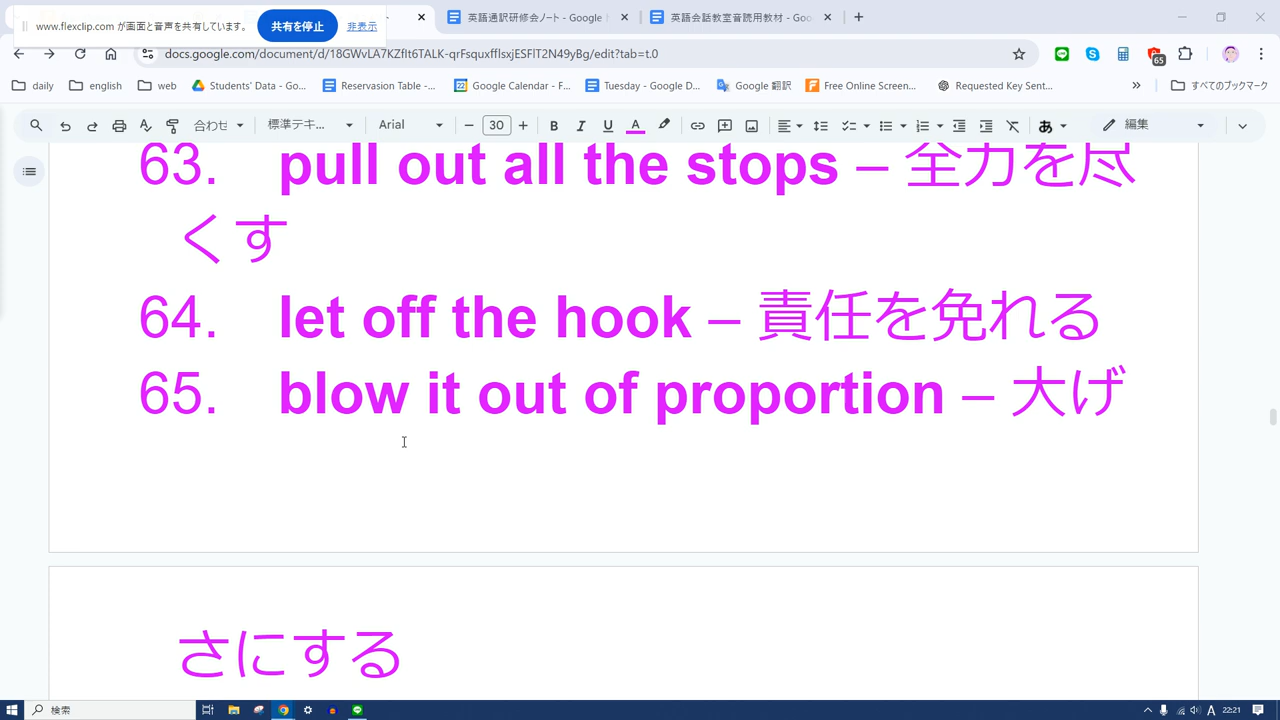 www.flexclip.com が画面と音声を共有しています。 共有を停止 非表示
英語通訳研修会ノート - Google
英語会話教室音読用教材 - Goo
docs.google.com/document/d/18GWvLA7K7flt6TALK-qrFsquxfflsxjESFlT2N49yBg/edit?tab=t.0
65
daily english web Students' Data - Go... Reservasion Table -... Google Calendar - F... Tuesday - Google D... Google 翻訳 Free Online Screen... Requested Key Sent... » すべてのブックマーク
合わせ 標準テキ... Arial 30 B I U A あ 編集
63. pull out all the stops – 全力を尽
くす
64. let off the hook – 責任を免れる
65. blow it out of proportion – 大げ
さにする
検索 A 22:21